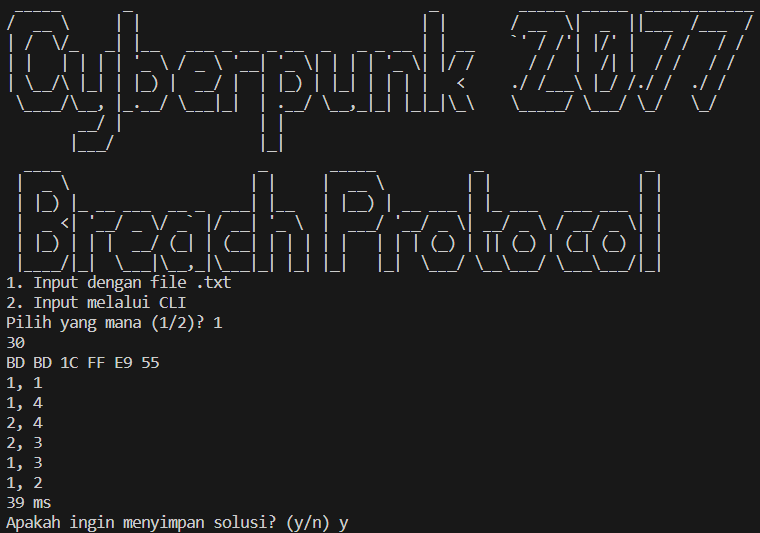 Cyberpunk 2077
Breach Protocol
1. Input dengan file .txt
2. Input melalui CLI
Pilih yang mana (1/2)? 1
30
BD BD 1C FF E9 55
1, 1
1, 4
2, 4
2, 3
1, 3
1, 2
39 ms
Apakah ingin menyimpan solusi? (y/n) y